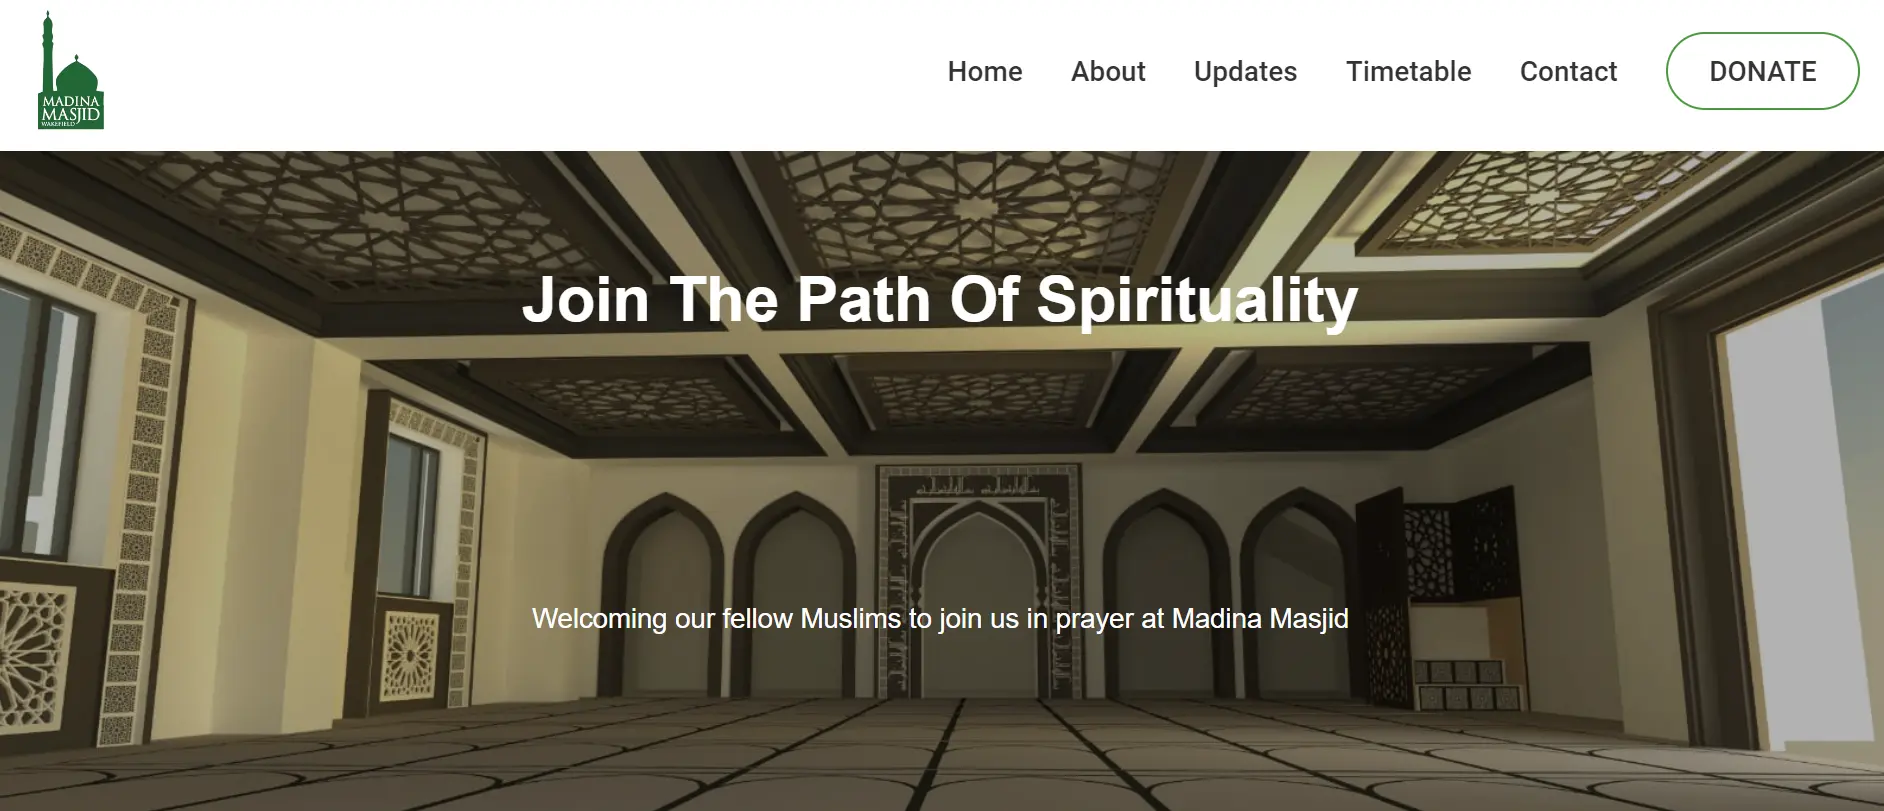 MADINA
MASJID
WAKEFIELD
Home
About
Updates
Timetable
Contact
DONATE
Join The Path Of Spirituality
Welcoming our fellow Muslims to join us in prayer at Madina Masjid